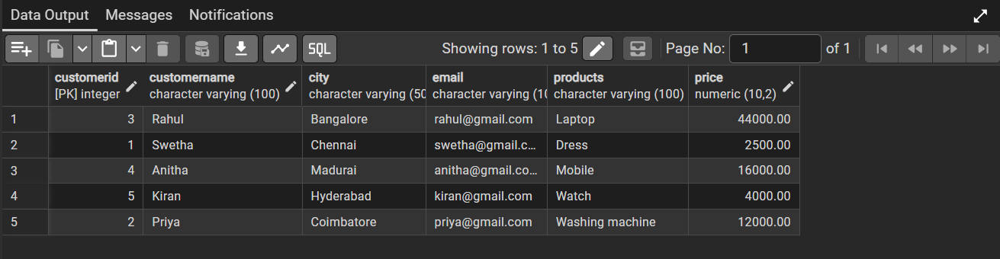 Data Output Messages Notifications
SQL Showing rows: 1 to 5 Page No: 1 of 1
customerid customername city email products price
[PK] integer character varying (100) character varying (50 character varying (10 character varying (100) numeric (10,2)
1 3 Rahul Bangalore rahul@gmail.com Laptop 44000.00
2 1 Swetha Chennai swetha@gmail.c... Dress 2500.00
3 4 Anitha Madurai anitha@gmail.co... Mobile 16000.00
4 5 Kiran Hyderabad kiran@gmail.com Watch 4000.00
5 2 Priya Coimbatore priya@gmail.com Washing machine 12000.00